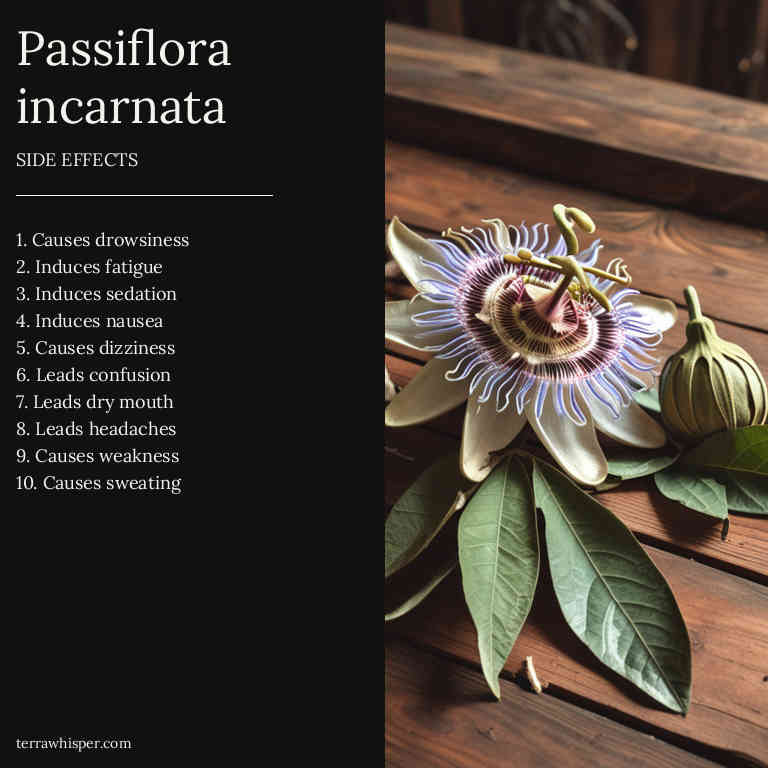 Passiflora
incarnata
SIDE EFFECTS
1. Causes drowsiness
2. Induces fatigue
3. Induces sedation
4. Induces nausea
5. Causes dizziness
6. Leads confusion
7. Leads dry mouth
8. Leads headaches
9. Causes weakness
10. Causes sweating
terrawhisper.com